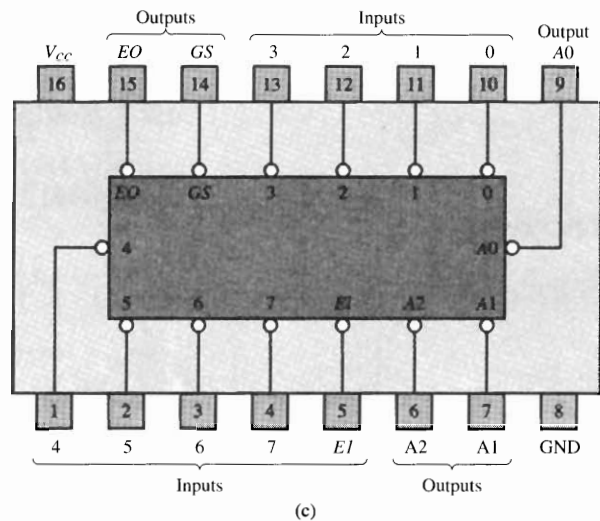 Outputs Inputs Output
V_CC EO GS 3 2 1 0 A0
16 15 14 13 12 11 10 9
EO GS 3 2 1 0
4 A0
5 6 7 EI A2 A1
1 2 3 4 5 6 7 8
4 5 6 7 EI A2 A1 GND
Inputs Outputs
(c)